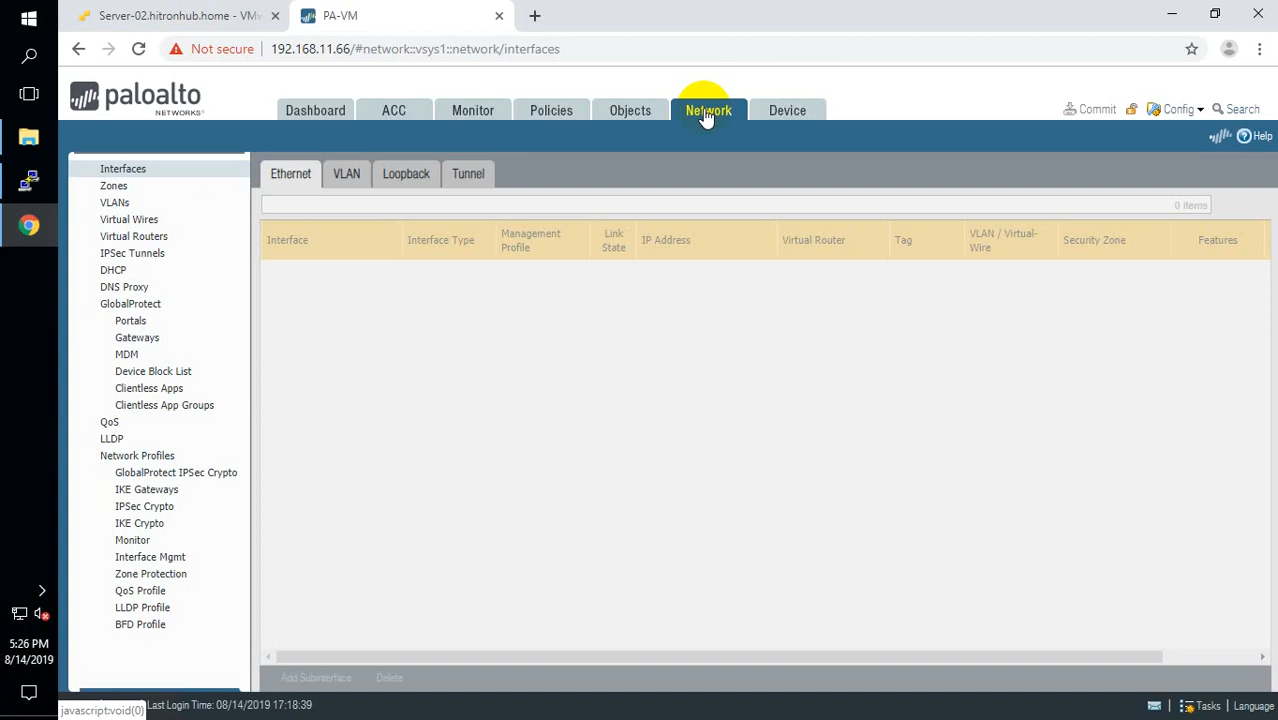 Server-02.hitronhub.home - VMw
PA-VM
Not secure
192.168.11.66/#network::vsys1::network/interfaces
paloalto
NETWORKS®
Dashboard
ACC
Monitor
Policies
Objects
Network
Device
Commit
Config
Search
Help
Interfaces
Zones
VLANs
Virtual Wires
Virtual Routers
IPSec Tunnels
DHCP
DNS Proxy
GlobalProtect
Portals
Gateways
MDM
Device Block List
Clientless Apps
Clientless App Groups
QoS
LLDP
Network Profiles
GlobalProtect IPSec Crypto
IKE Gateways
IPSec Crypto
IKE Crypto
Monitor
Interface Mgmt
Zone Protection
QoS Profile
LLDP Profile
BFD Profile
Ethernet
VLAN
Loopback
Tunnel
0 items
Interface
Interface Type
Management
Profile
Link
State
IP Address
Virtual Router
Tag
VLAN / Virtual-
Wire
Security Zone
Features
Add Subinterface
Delete
Last Login Time: 08/14/2019 17:18:39
Tasks
Language
javascript:void(0)
5:26 PM
8/14/2019